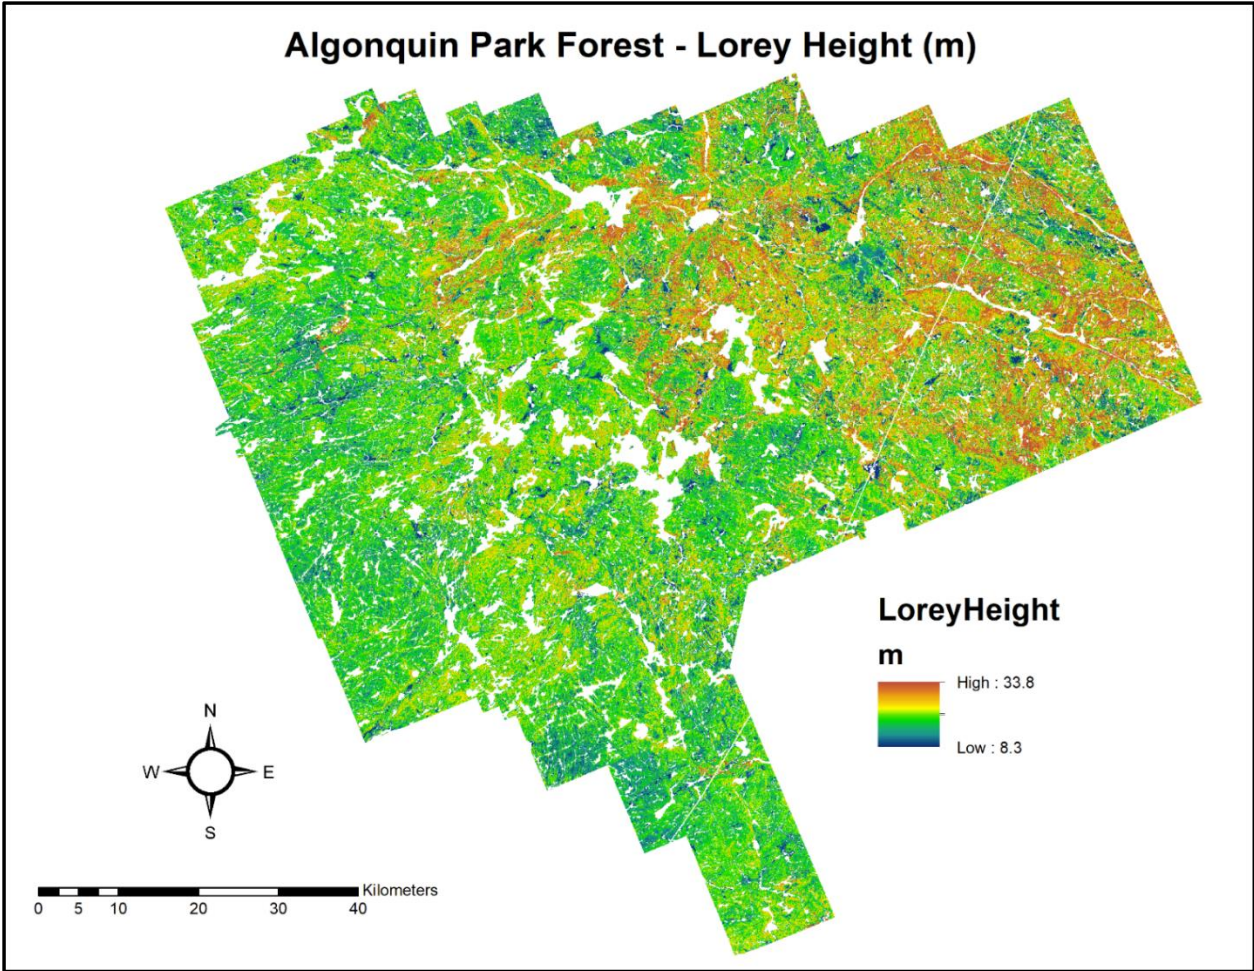 Algonquin Park Forest - Lorey Height (m)
LoreyHeight
m
High : 33.8
Low : 8.3
N
W E
S
Kilometers
0 5 10 20 30 40